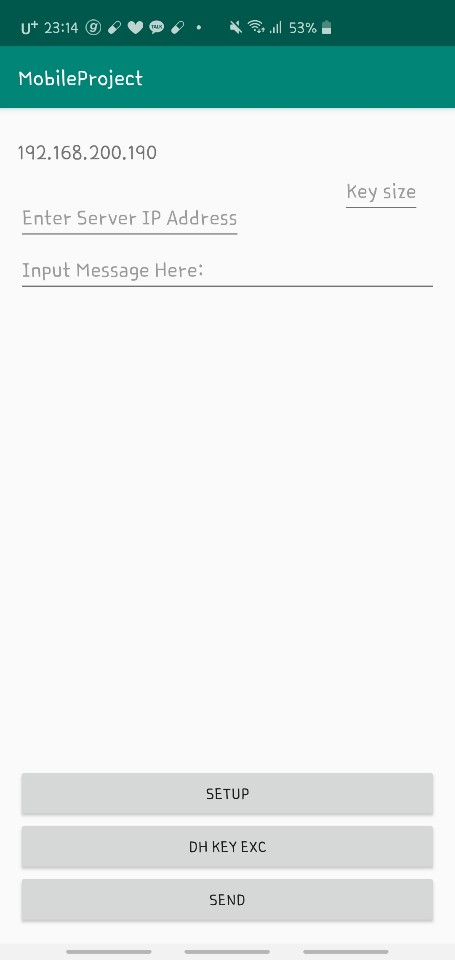 U+ 23:14 g TALK 53%
MobileProject
192.168.200.190
Key size
Enter Server IP Address
Input Message Here:
SETUP
DH KEY EXC
SEND